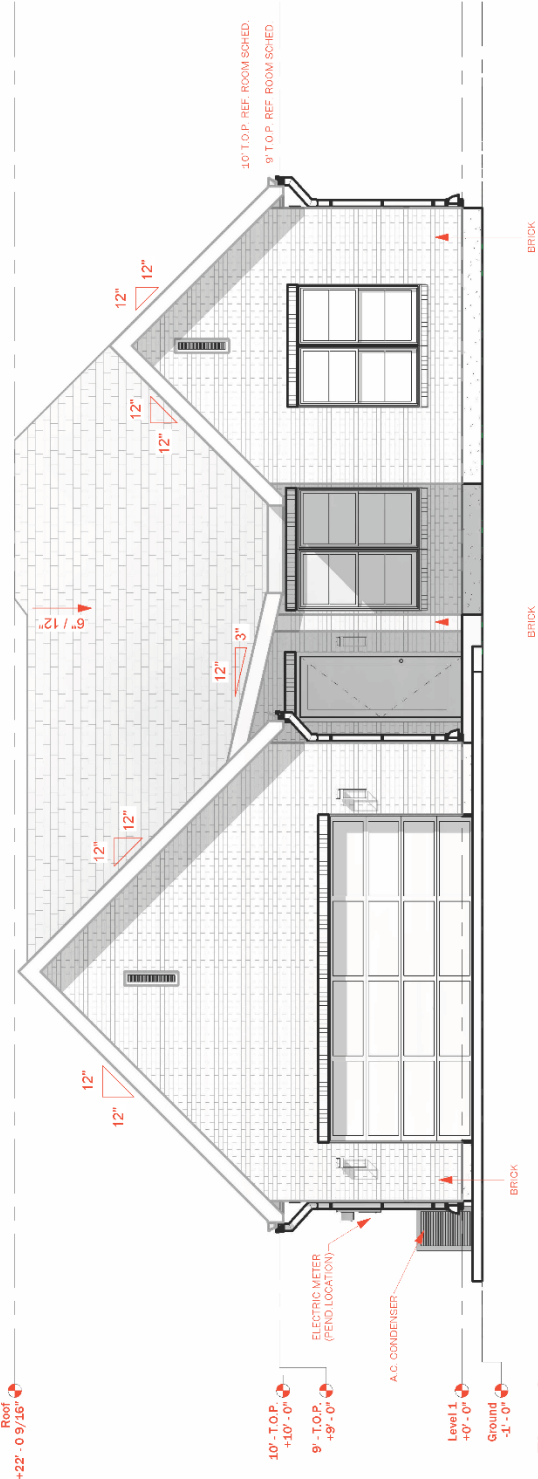 10' T.O.P. REF. ROOM SCHED.
9' T.O.P. REF. ROOM SCHED
12"
12"
12"
12"
6" / 12"
12"
3"
12"
12"
12"
12"
BRICK
BRICK
BRICK
ELECTRIC METER
(PEND. LOCATION)
A.C. CONDENSER
Roof
+22' - 0 9/16"
10' - T.O.P.
+10' - 0"
9' - T.O.P.
+9' - 0"
Level 1
+0' - 0"
Ground
-1' - 0"